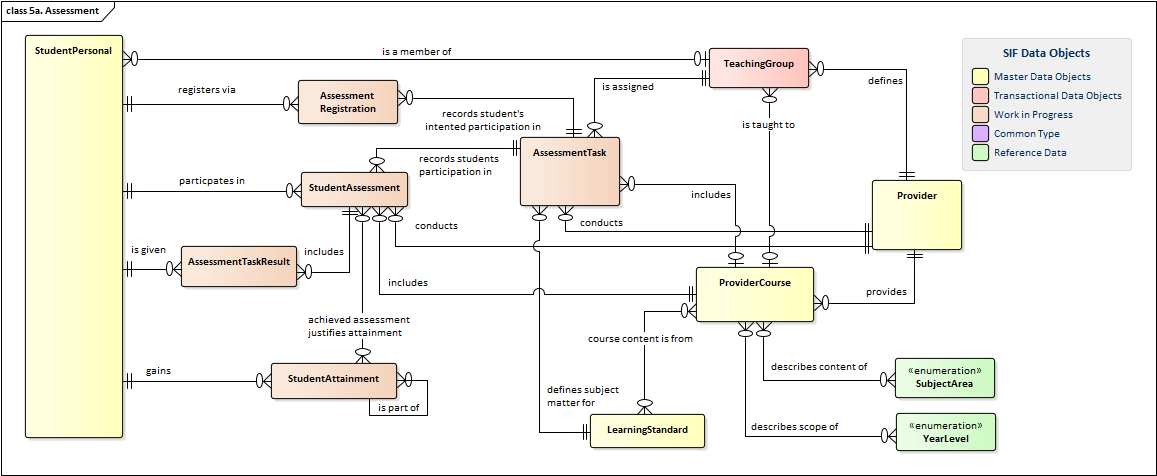 class 5a. Assessment
StudentPersonal
is a member of
TeachingGroup
SIF Data Objects
Master Data Objects
Transactional Data Objects
Work in Progress
Common Type
Reference Data
registers via
Assessment
Registration
is assigned
defines
records student's
intented participation in
is taught to
AssessmentTask
records students
participation in
particpates in
StudentAssessment
includes
Provider
conducts
conducts
is given
AssessmentTaskResult
includes
includes
ProviderCourse
provides
achieved assessment
justifies attainment
course content is from
gains
StudentAttainment
is part of
describes content of
«enumeration»
SubjectArea
defines subject
matter for
LearningStandard
describes scope of
«enumeration»
YearLevel